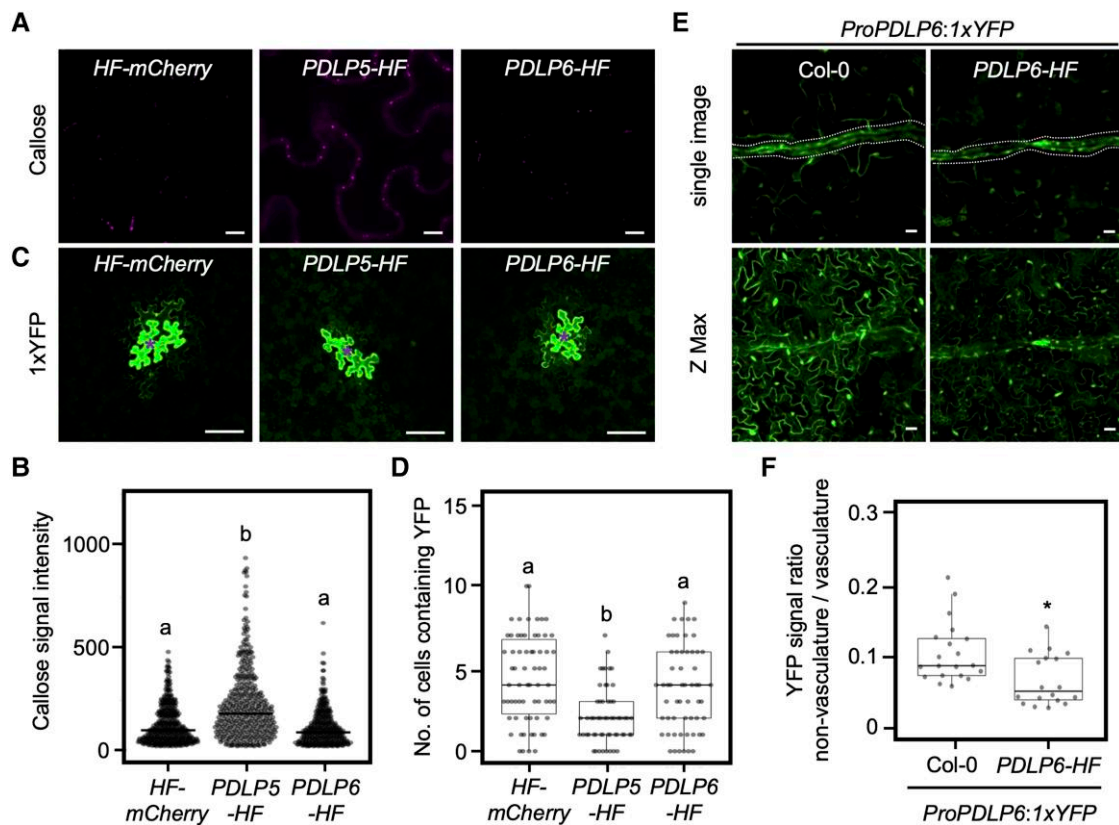 A
HF-mCherry
PDLP5-HF
PDLP6-HF
Callose
C
HF-mCherry
PDLP5-HF
PDLP6-HF
1xYFP
E
ProPDLP6:1xYFP
Col-0
PDLP6-HF
single image
Z Max
B
Callose signal intensity
1000
500
0
a
b
a
HF-
mCherry
PDLP5
-HF
PDLP6
-HF
D
No. of cells containing YFP
15
10
5
0
a
b
a
HF-
mCherry
PDLP5
-HF
PDLP6
-HF
F
YFP signal ratio
non-vasculature / vasculature
0.3
0.2
0.1
0
*
Col-0
PDLP6-HF
ProPDLP6:1xYFP